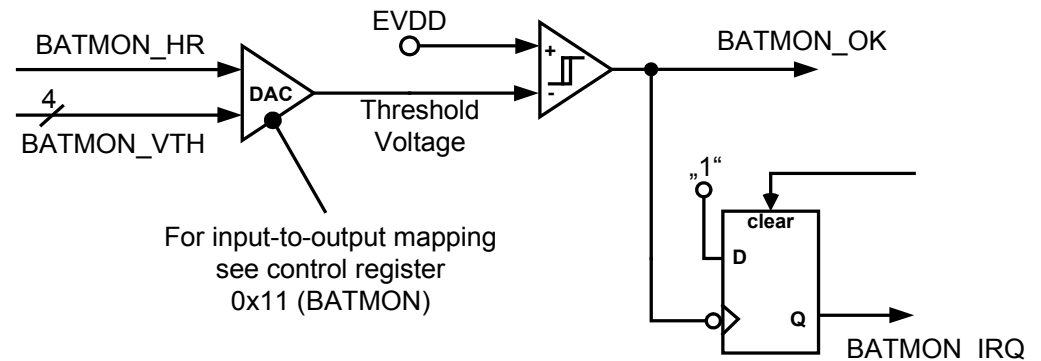 EVDD
BATMON_HR
BATMON_OK
+
DAC
-
4
Threshold
Voltage
BATMON_VTH
„1“
clear
For input-to-output mapping
see control register
0x11 (BATMON)
D
Q
BATMON_IRQ